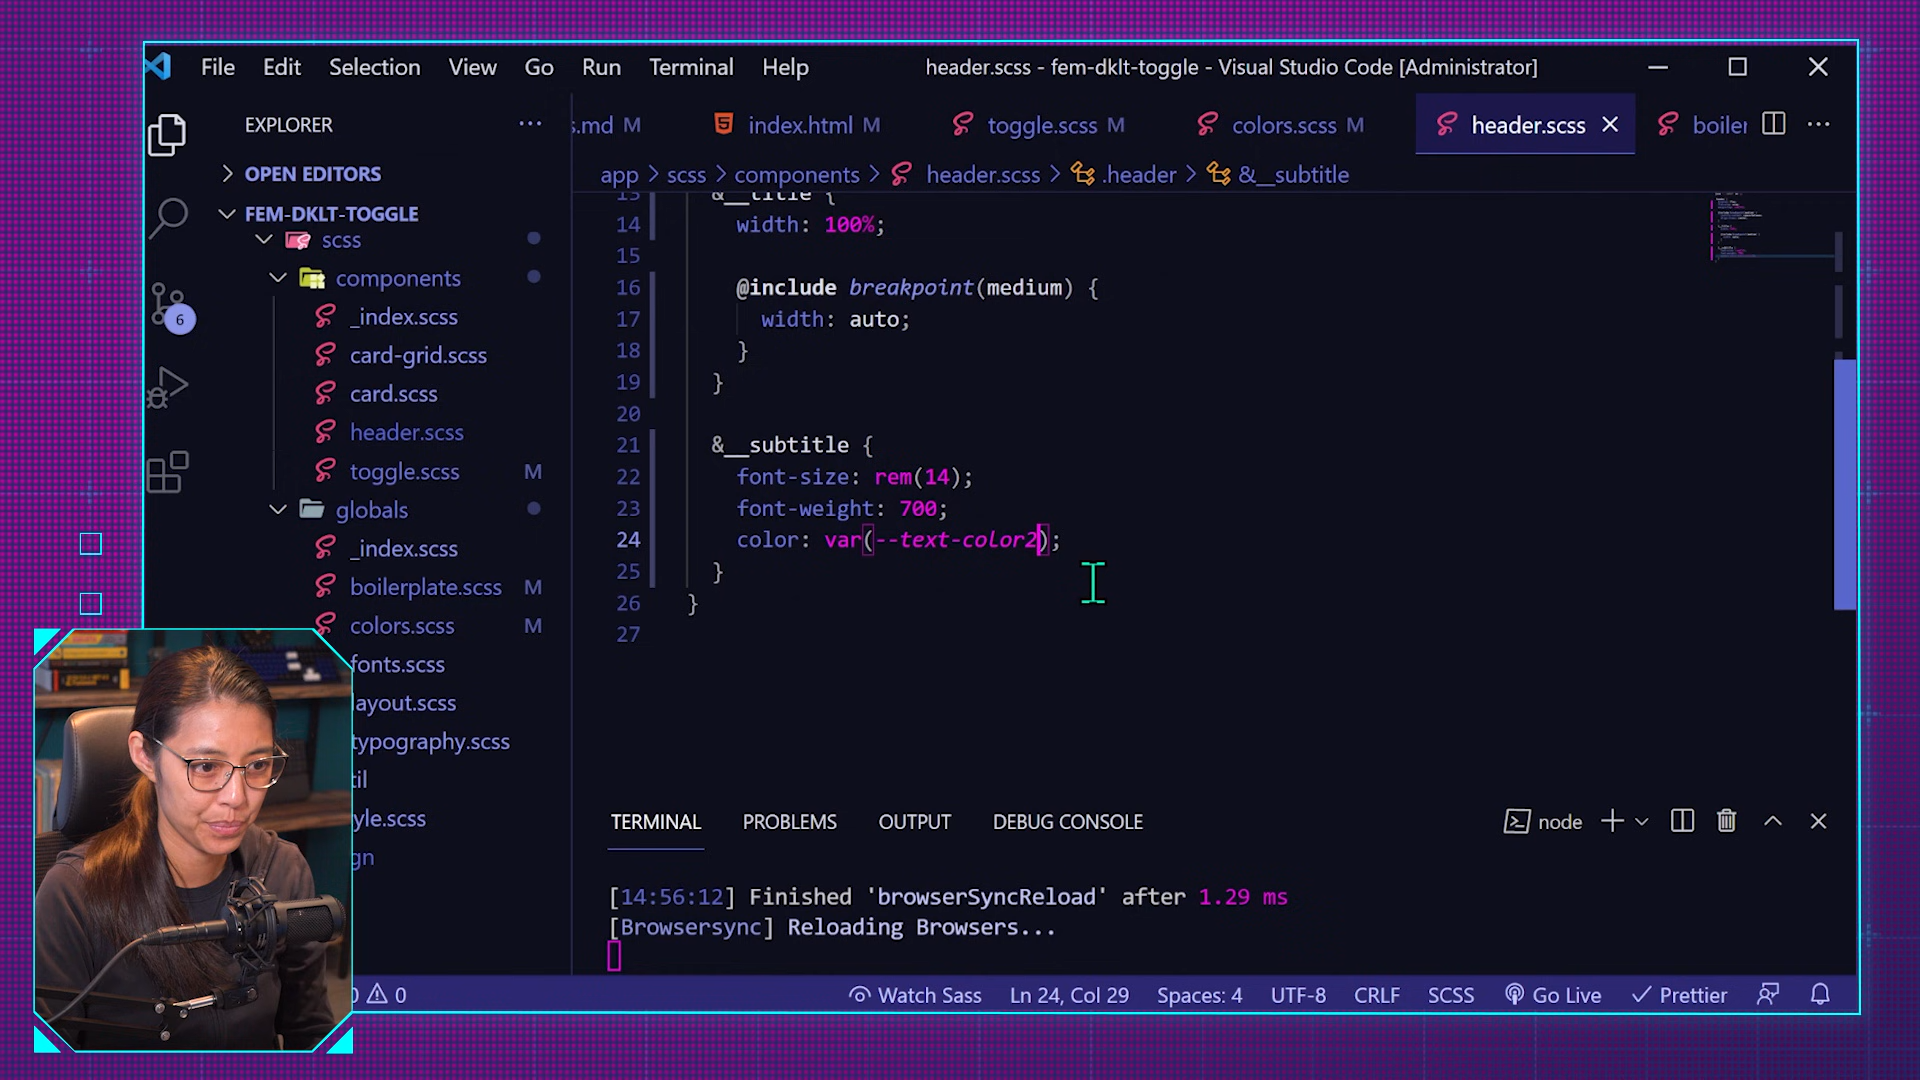 File Edit Selection View Go Run Terminal Help
header.scss - fem-dklt-toggle - Visual Studio Code [Administrator]
EXPLORER
s.md M
index.html M
toggle.scss M
colors.scss M
header.scss
boiler
OPEN EDITORS
app > scss > components > header.scss > .header > &__subtitle
FEM-DKLT-TOGGLE
scss
components
_index.scss
card-grid.scss
card.scss
header.scss
toggle.scss M
globals
_index.scss
boilerplate.scss M
colors.scss M
fonts.scss
layout.scss
typography.scss
til
yle.scss
gn
6
13 &__title {
14 width: 100%;
15
16 @include breakpoint(medium) {
17 width: auto;
18 }
19 }
20
21 &__subtitle {
22 font-size: rem(14);
23 font-weight: 700;
24 color: var(--text-color2);
25 }
26 }
27
TERMINAL PROBLEMS OUTPUT DEBUG CONSOLE
node
[14:56:12] Finished 'browserSyncReload' after 1.29 ms
[Browsersync] Reloading Browsers...
0 Watch Sass Ln 24, Col 29 Spaces: 4 UTF-8 CRLF SCSS Go Live Prettier